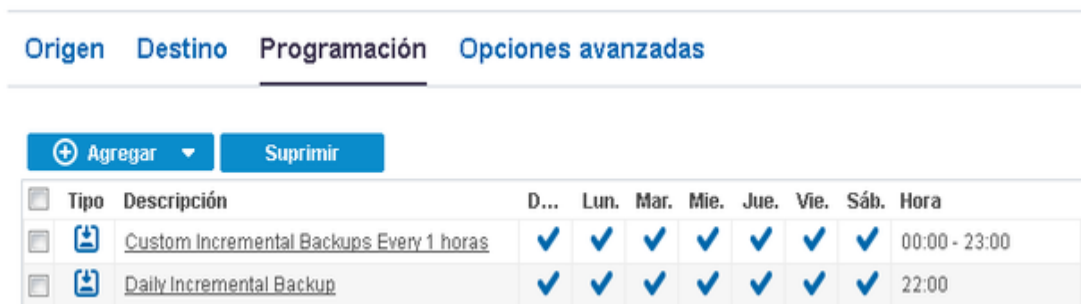 Origen Destino Programación Opciones avanzadas
Agregar Suprimir
Tipo Descripción D... Lun. Mar. Mie. Jue. Vie. Sáb. Hora
Custom Incremental Backups Every 1 horas 00:00 - 23:00
Daily Incremental Backup 22:00